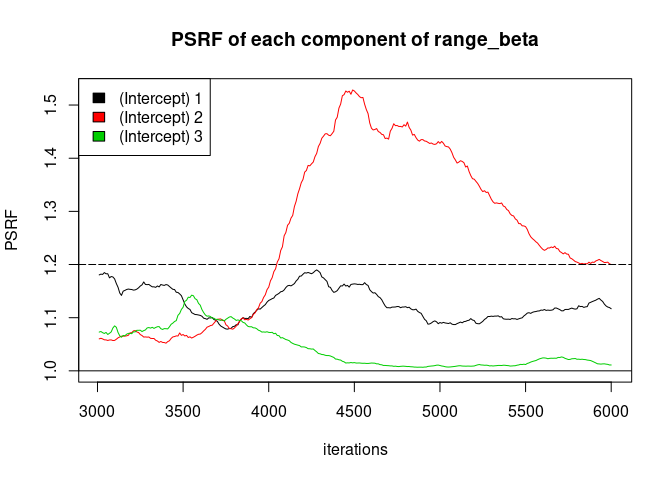 PSRF of each component of range_beta
(Intercept) 1
(Intercept) 2
(Intercept) 3
PSRF
1.5
1.4
1.3
1.2
1.1
1.0
3000 3500 4000 4500 5000 5500 6000
iterations